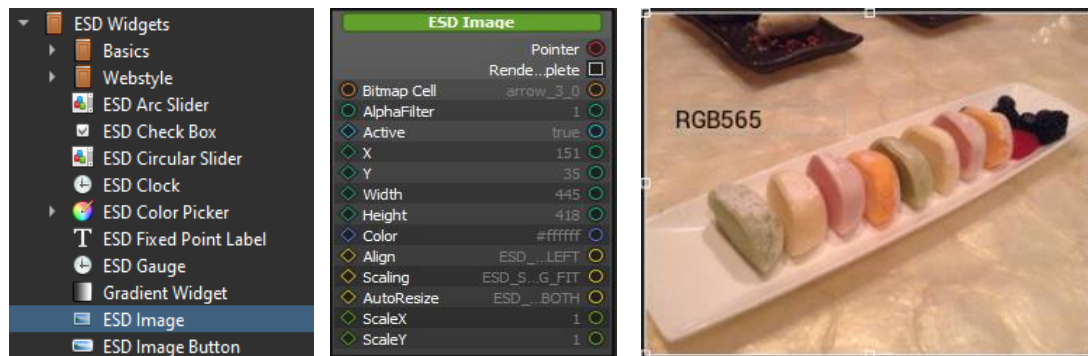 ESD Widgets
Basics
Webstyle
ESD Arc Slider
ESD Check Box
ESD Circular Slider
ESD Clock
ESD Color Picker
ESD Fixed Point Label
ESD Gauge
Gradient Widget
ESD Image
ESD Image Button
ESD Image
Pointer
Rende...plete
Bitmap Cell arrow_3_0
AlphaFilter 1
Active true
X 151
Y 35
Width 445
Height 418
Color #ffffff
Align ESD_...LEFT
Scaling ESD_S...G_FIT
AutoResize ESD_...BOTH
ScaleX 1
ScaleY 1
RGB565